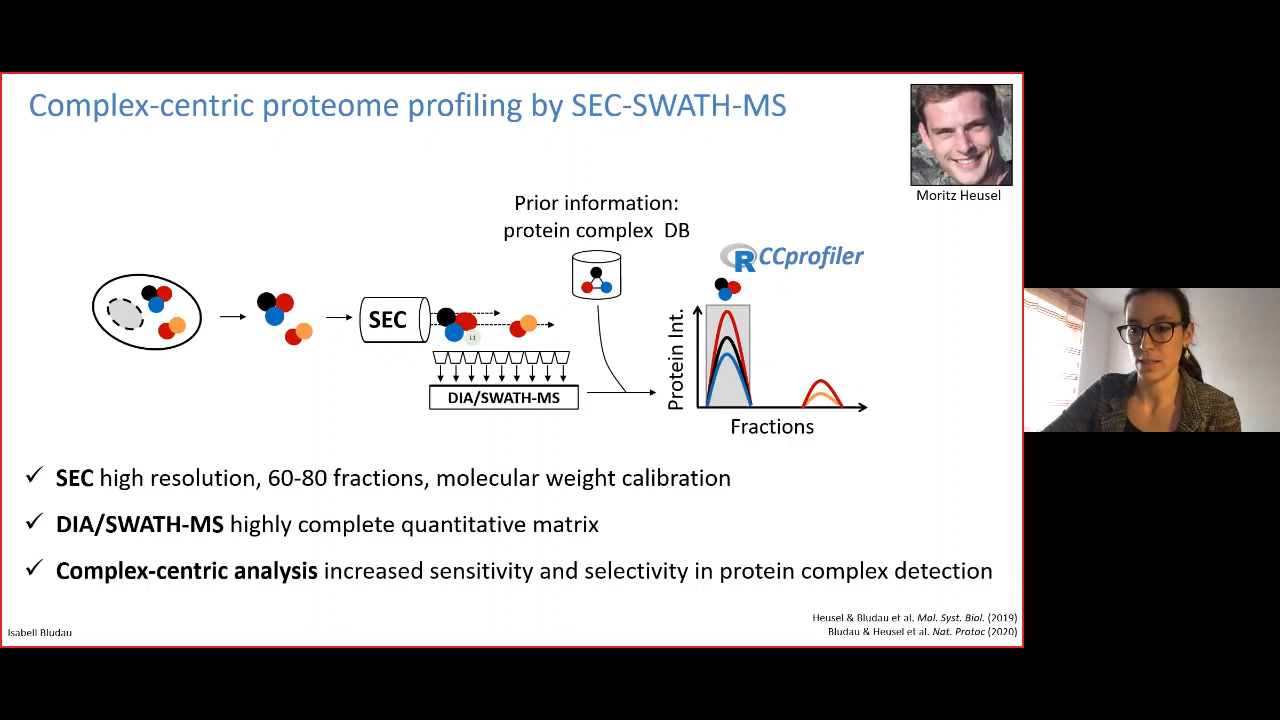 Complex-centric proteome profiling by SEC-SWATH-MS
Moritz Heusel
Prior information:
protein complex DB
RCCprofiler
SEC
DIA/SWATH-MS
Protein Int.
Fractions
✓ SEC high resolution, 60-80 fractions, molecular weight calibration
✓ DIA/SWATH-MS highly complete quantitative matrix
✓ Complex-centric analysis increased sensitivity and selectivity in protein complex detection
Heusel & Bludau et al. Mol. Syst. Biol. (2019)
Bludau & Heusel et al. Nat. Protoc (2020)
Isabell Bludau